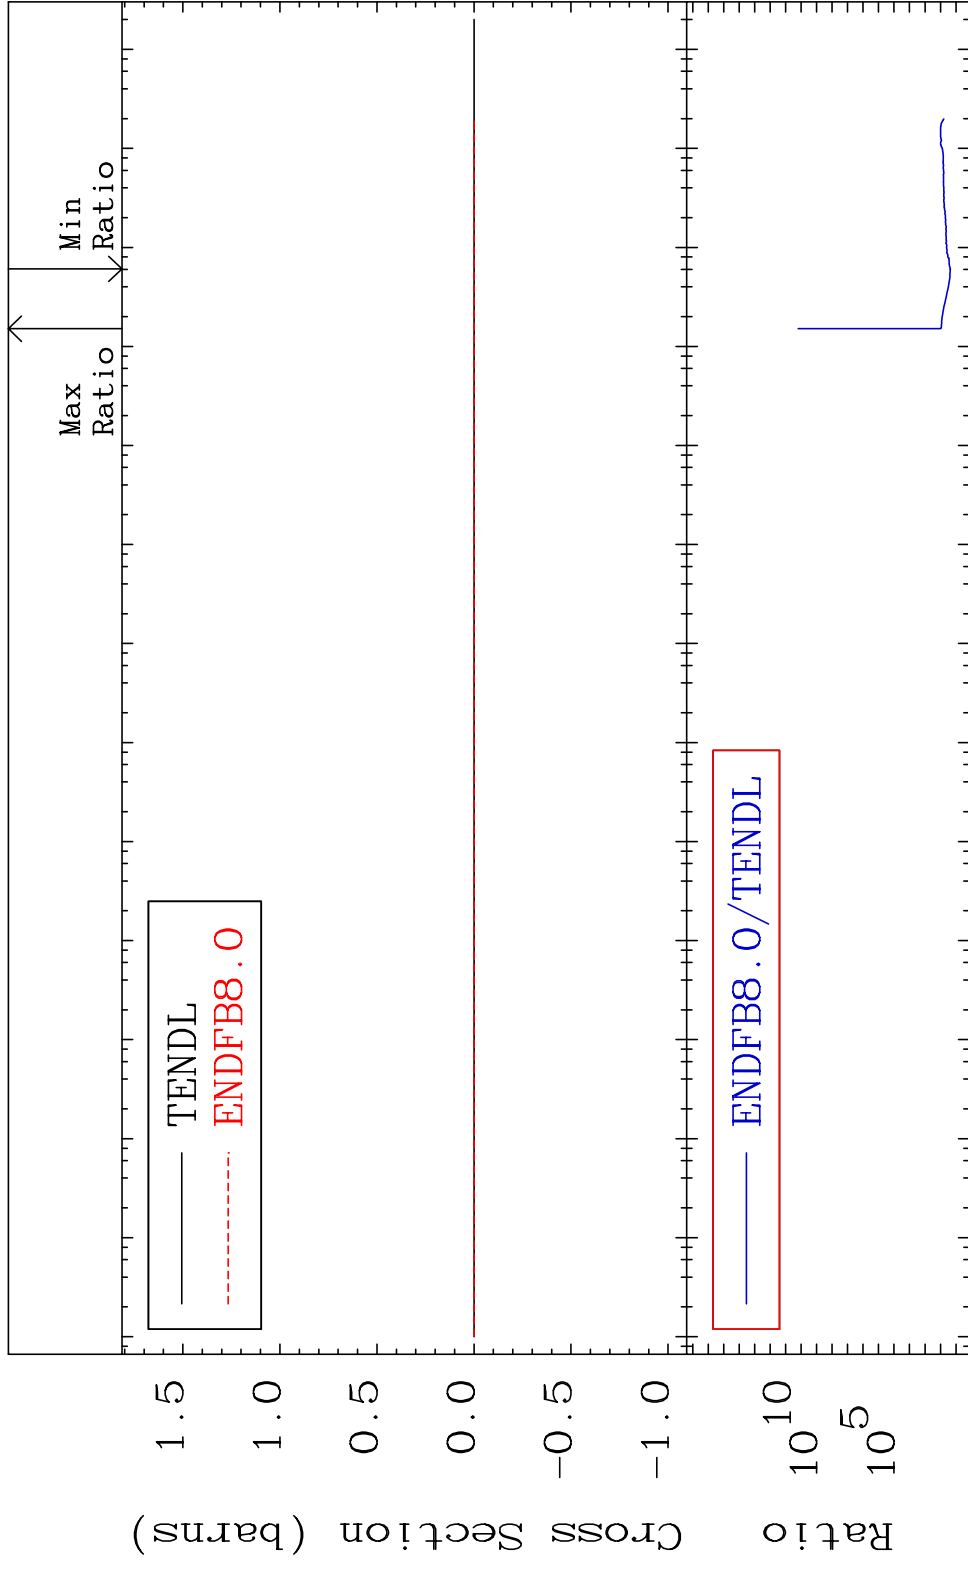 Max
Ratio
Min
Ratio
TENDL
ENDFB8.0
1.5
1.0
0.5
0.0
-0.5
-1.0
Cross Section (barns)
ENDFB8.0/TENDL
10 10
10 5
Ratio